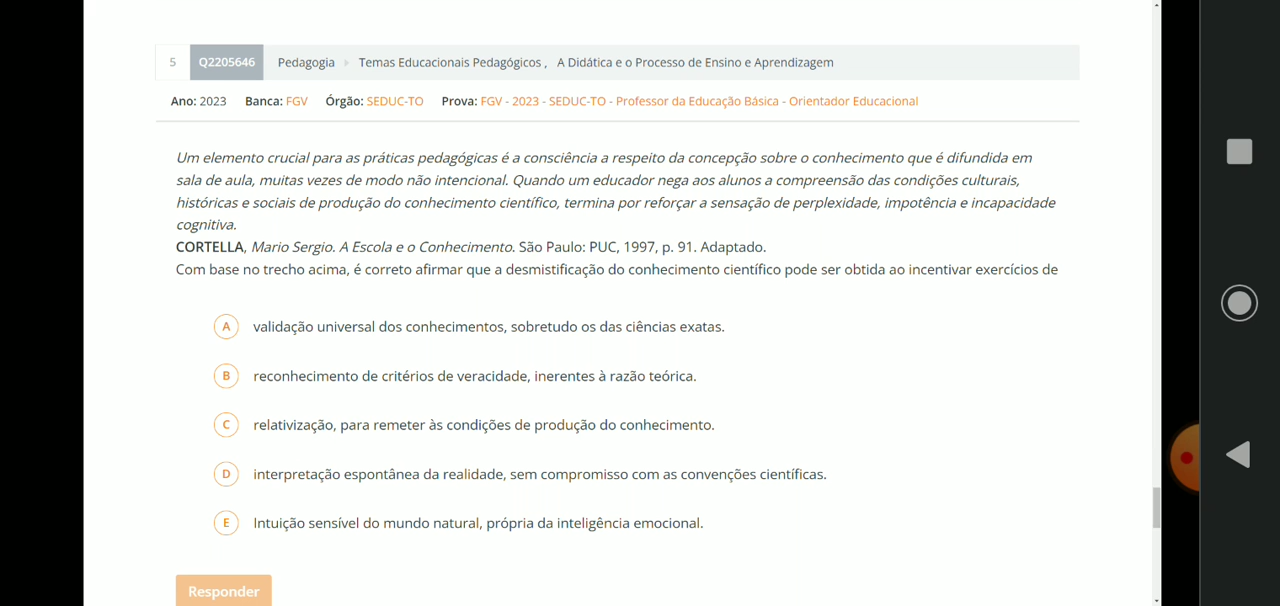 5 Q2205646 Pedagogia Temas Educacionais Pedagógicos , A Didática e o Processo de Ensino e Aprendizagem
Ano: 2023 Banca: FGV Órgão: SEDUC-TO Prova: FGV - 2023 - SEDUC-TO - Professor da Educação Básica - Orientador Educacional
Um elemento crucial para as práticas pedagógicas é a consciência a respeito da concepção sobre o conhecimento que é difundida em
sala de aula, muitas vezes de modo não intencional. Quando um educador nega aos alunos a compreensão das condições culturais,
históricas e sociais de produção do conhecimento científico, termina por reforçar a sensação de perplexidade, impotência e incapacidade
cognitiva.
CORTELLA, Mario Sergio. A Escola e o Conhecimento. São Paulo: PUC, 1997, p. 91. Adaptado.
Com base no trecho acima, é correto afirmar que a desmistificação do conhecimento científico pode ser obtida ao incentivar exercícios de
A validação universal dos conhecimentos, sobretudo os das ciências exatas.
B reconhecimento de critérios de veracidade, inerentes à razão teórica.
C relativização, para remeter às condições de produção do conhecimento.
D interpretação espontânea da realidade, sem compromisso com as convenções científicas.
E Intuição sensível do mundo natural, própria da inteligência emocional.
Responder